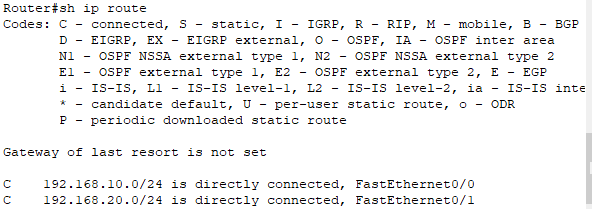 Router#sh ip route
Codes: C - connected, S - static, I - IGRP, R - RIP, M - mobile, B - BGP
D - EIGRP, EX - EIGRP external, O - OSPF, IA - OSPF inter area
N1 - OSPF NSSA external type 1, N2 - OSPF NSSA external type 2
E1 - OSPF external type 1, E2 - OSPF external type 2, E - EGP
i - IS-IS, L1 - IS-IS level-1, L2 - IS-IS level-2, ia - IS-IS inte
* - candidate default, U - per-user static route, o - ODR
P - periodic downloaded static route
Gateway of last resort is not set
C 192.168.10.0/24 is directly connected, FastEthernet0/0
C 192.168.20.0/24 is directly connected, FastEthernet0/1